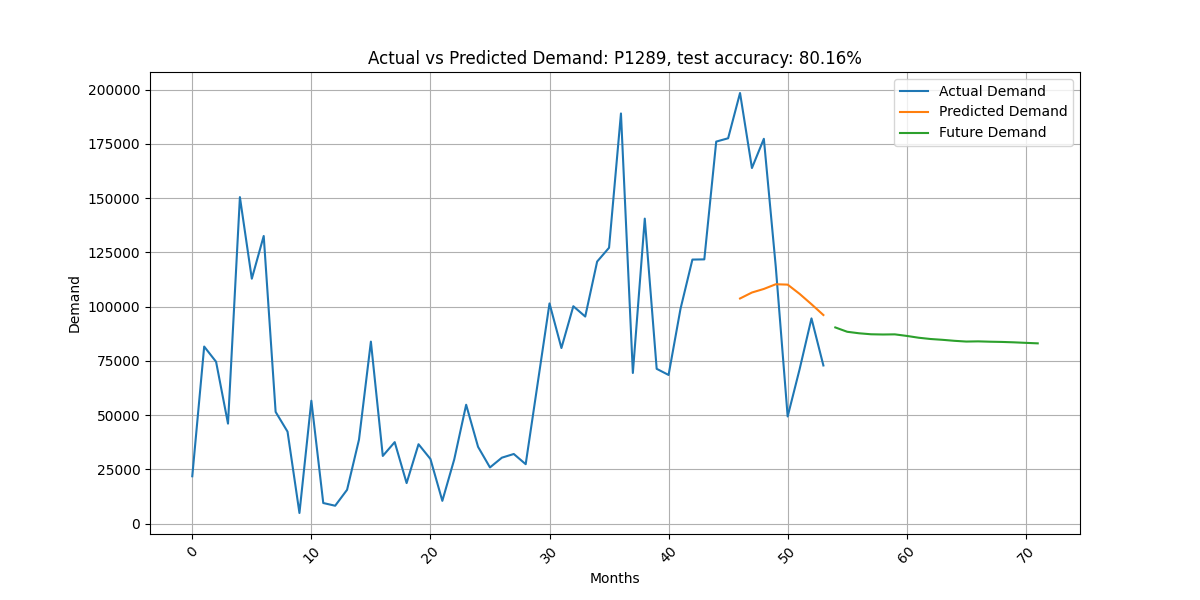 Actual vs Predicted Demand: P1289, test accuracy: 80.16%
200000
175000
150000
125000
100000
75000
50000
25000
0
Demand
Actual Demand
Predicted Demand
Future Demand
0 10 20 30 40 50 60 70
Months